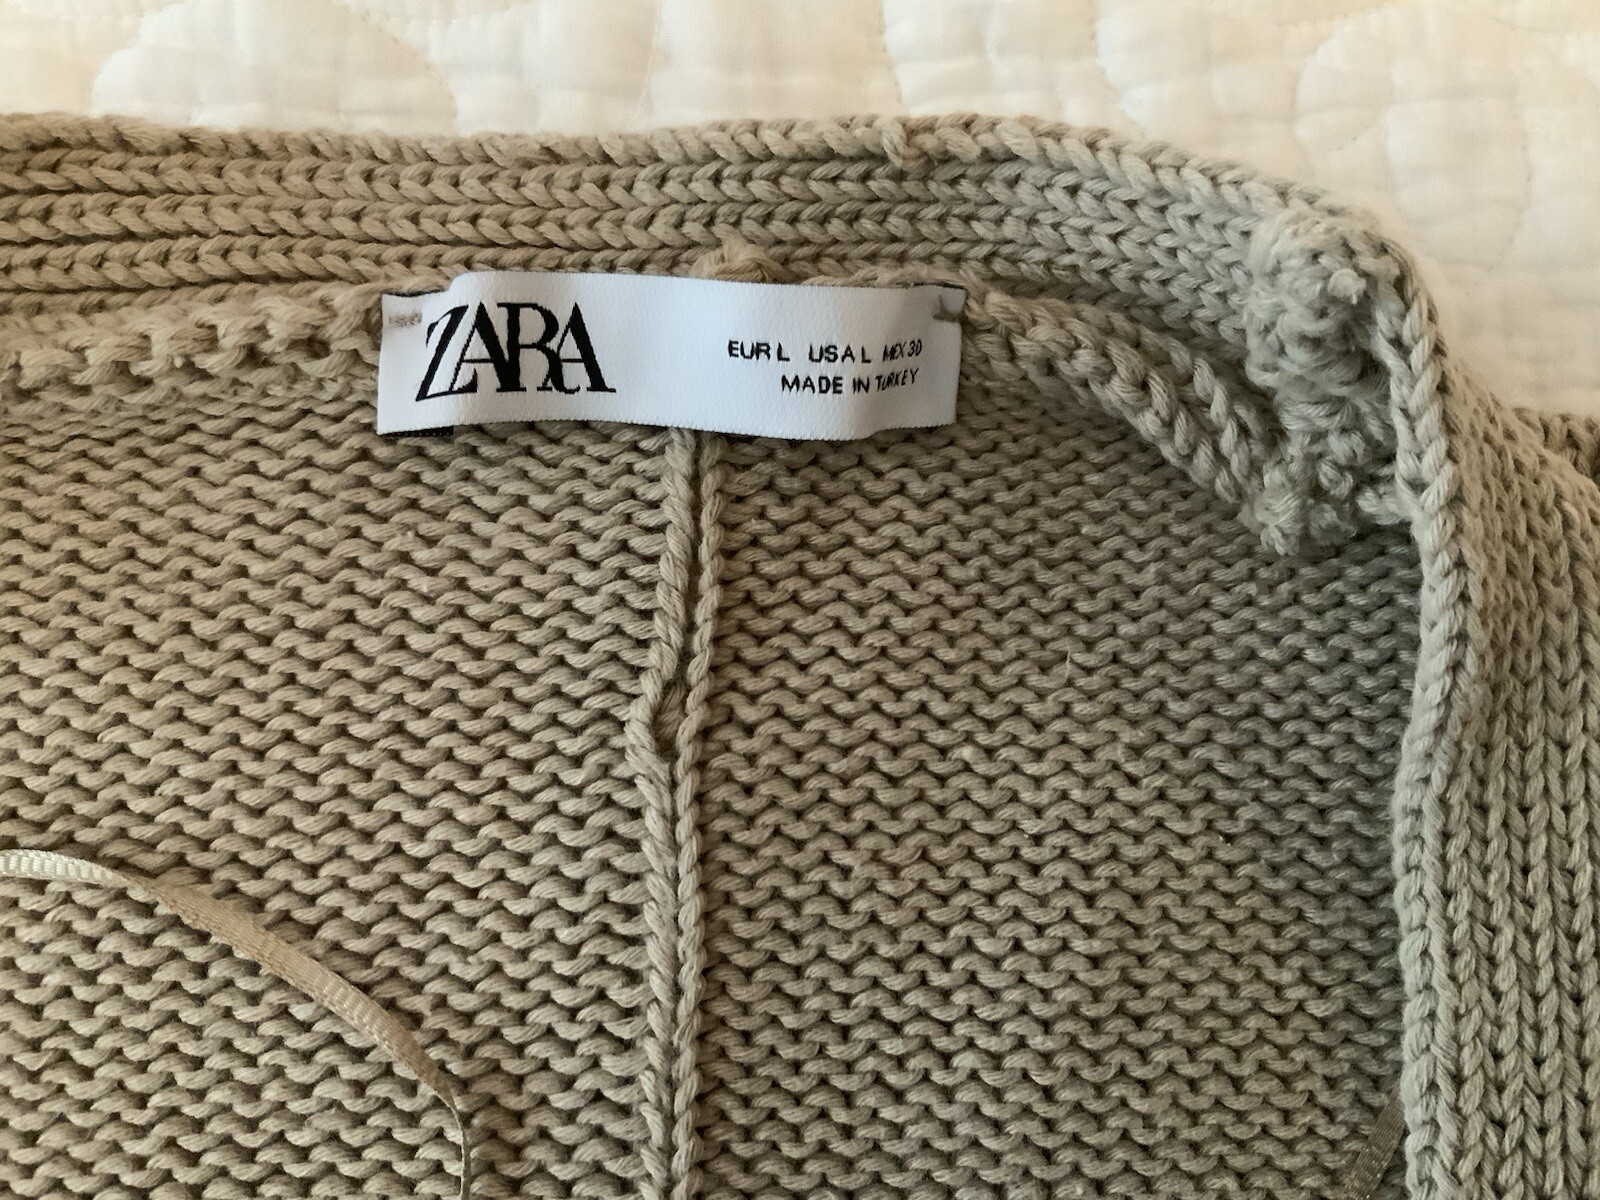 ZARA
EUR L USA L MEX 30
MADE IN TURKEY